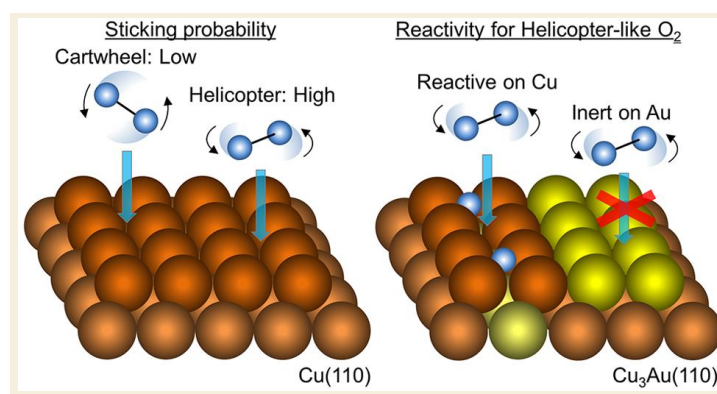 Sticking probability
Cartwheel: Low
Helicopter: High
Cu(110)
Reactivity for Helicopter-like O₂
Reactive on Cu
Inert on Au
Cu₃Au(110)